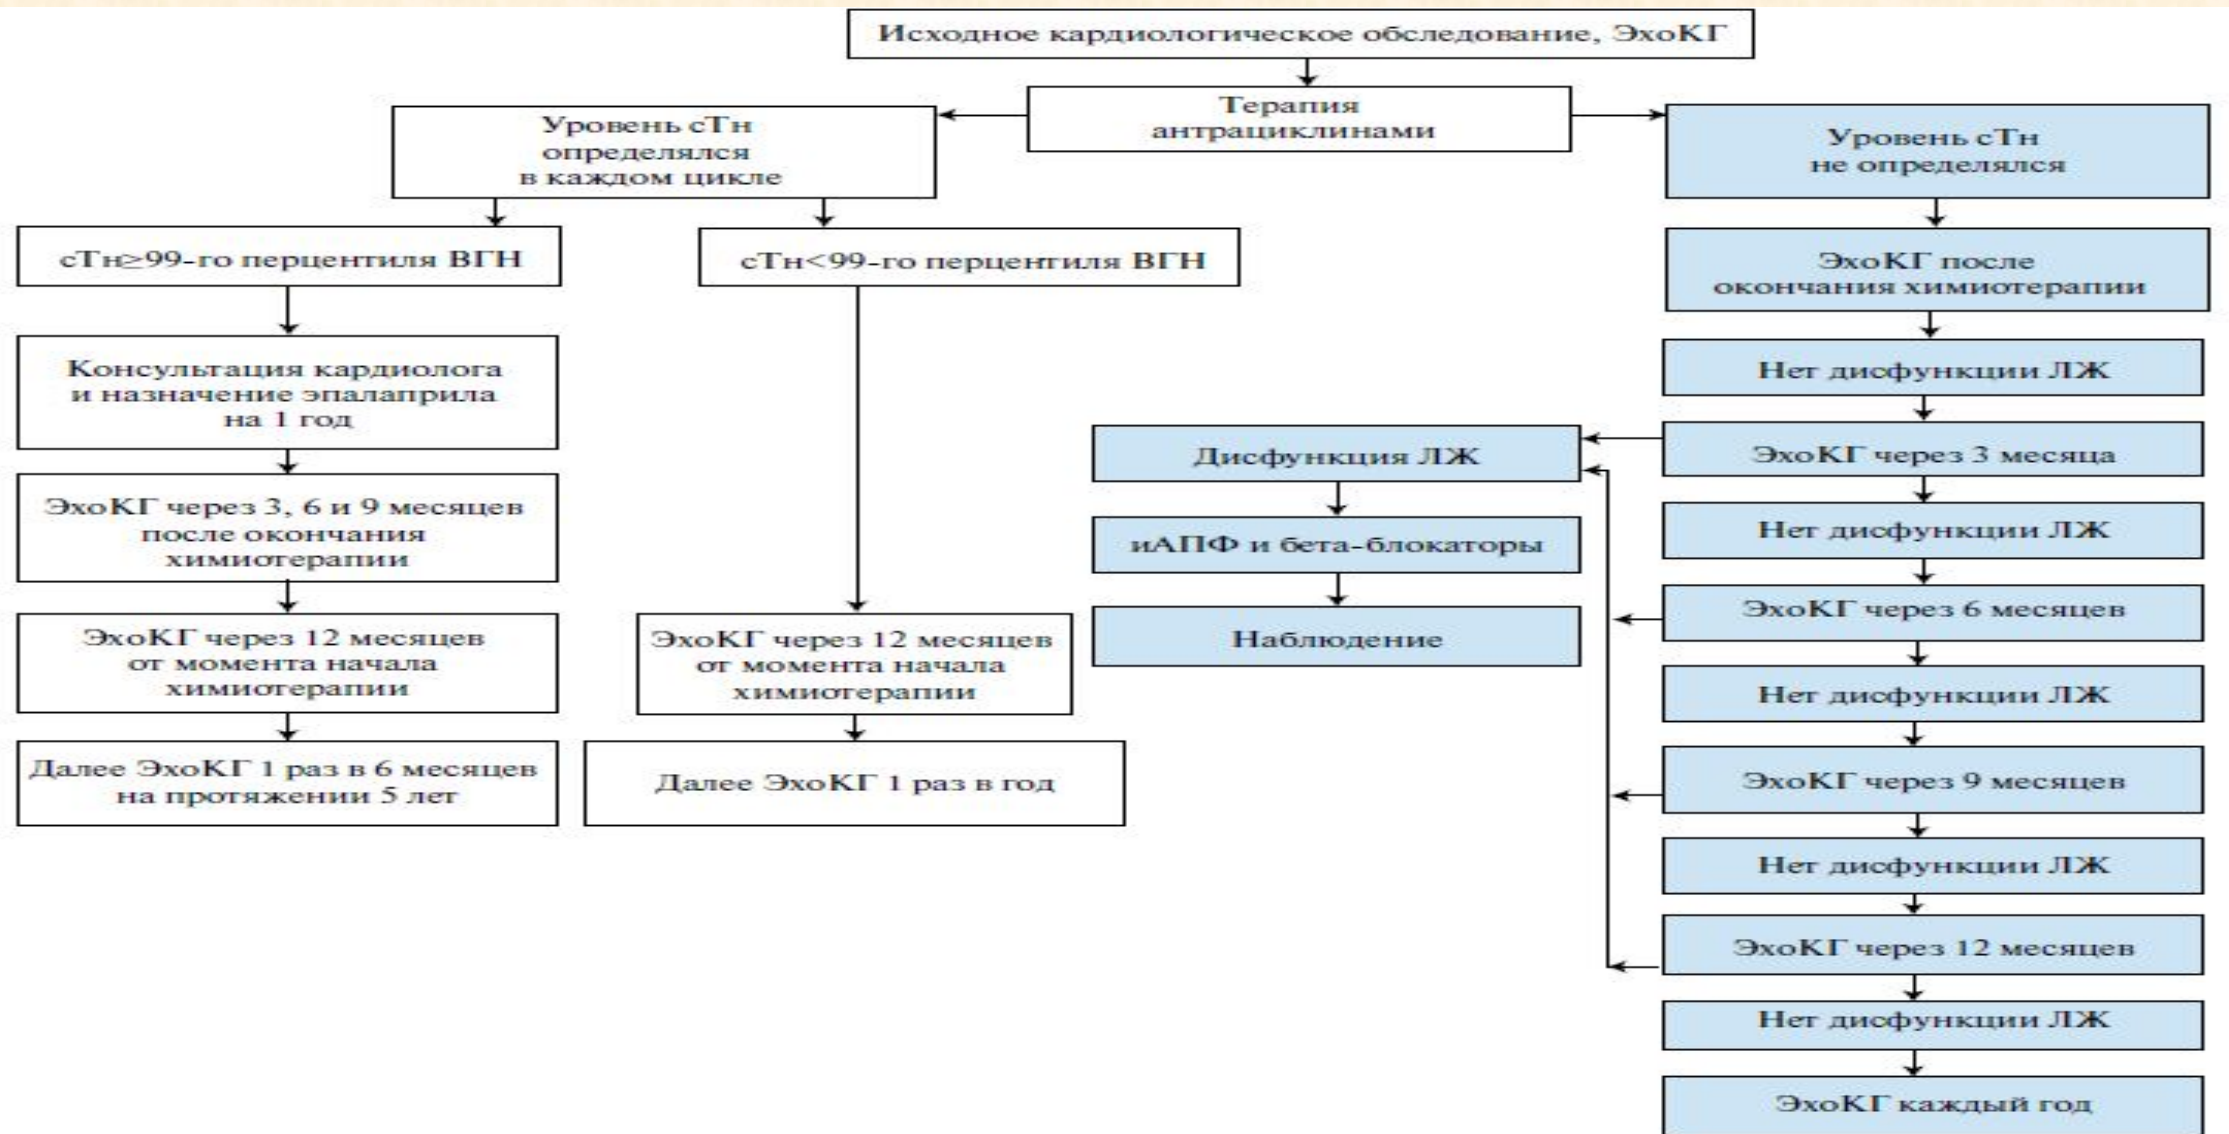 Исходное кардиологическое обследование, ЭхоКГ
Терапия
антрациклинами
Уровень сТн
определялся
в каждом цикле
Уровень сТн
не определялся
сТн≥99-го перцентиля ВГН
сТн<99-го перцентиля ВГН
ЭхоКГ после
окончания химиотерапии
Консультация кардиолога
и назначение эпалаприла
на 1 год
Нет дисфункции ЛЖ
Дисфункция ЛЖ
ЭхоКГ через 3 месяца
ЭхоКГ через 3, 6 и 9 месяцев
после окончания
химиотерапии
иАПФ и бета-блокаторы
Нет дисфункции ЛЖ
ЭхоКГ через 12 месяцев
от момента начала
химиотерапии
ЭхоКГ через 12 месяцев
от момента начала
химиотерапии
Наблюдение
ЭхоКГ через 6 месяцев
Нет дисфункции ЛЖ
Далее ЭхоКГ 1 раз в 6 месяцев
на протяжении 5 лет
Далее ЭхоКГ 1 раз в год
ЭхоКГ через 9 месяцев
Нет дисфункции ЛЖ
ЭхоКГ через 12 месяцев
Нет дисфункции ЛЖ
ЭхоКГ каждый год